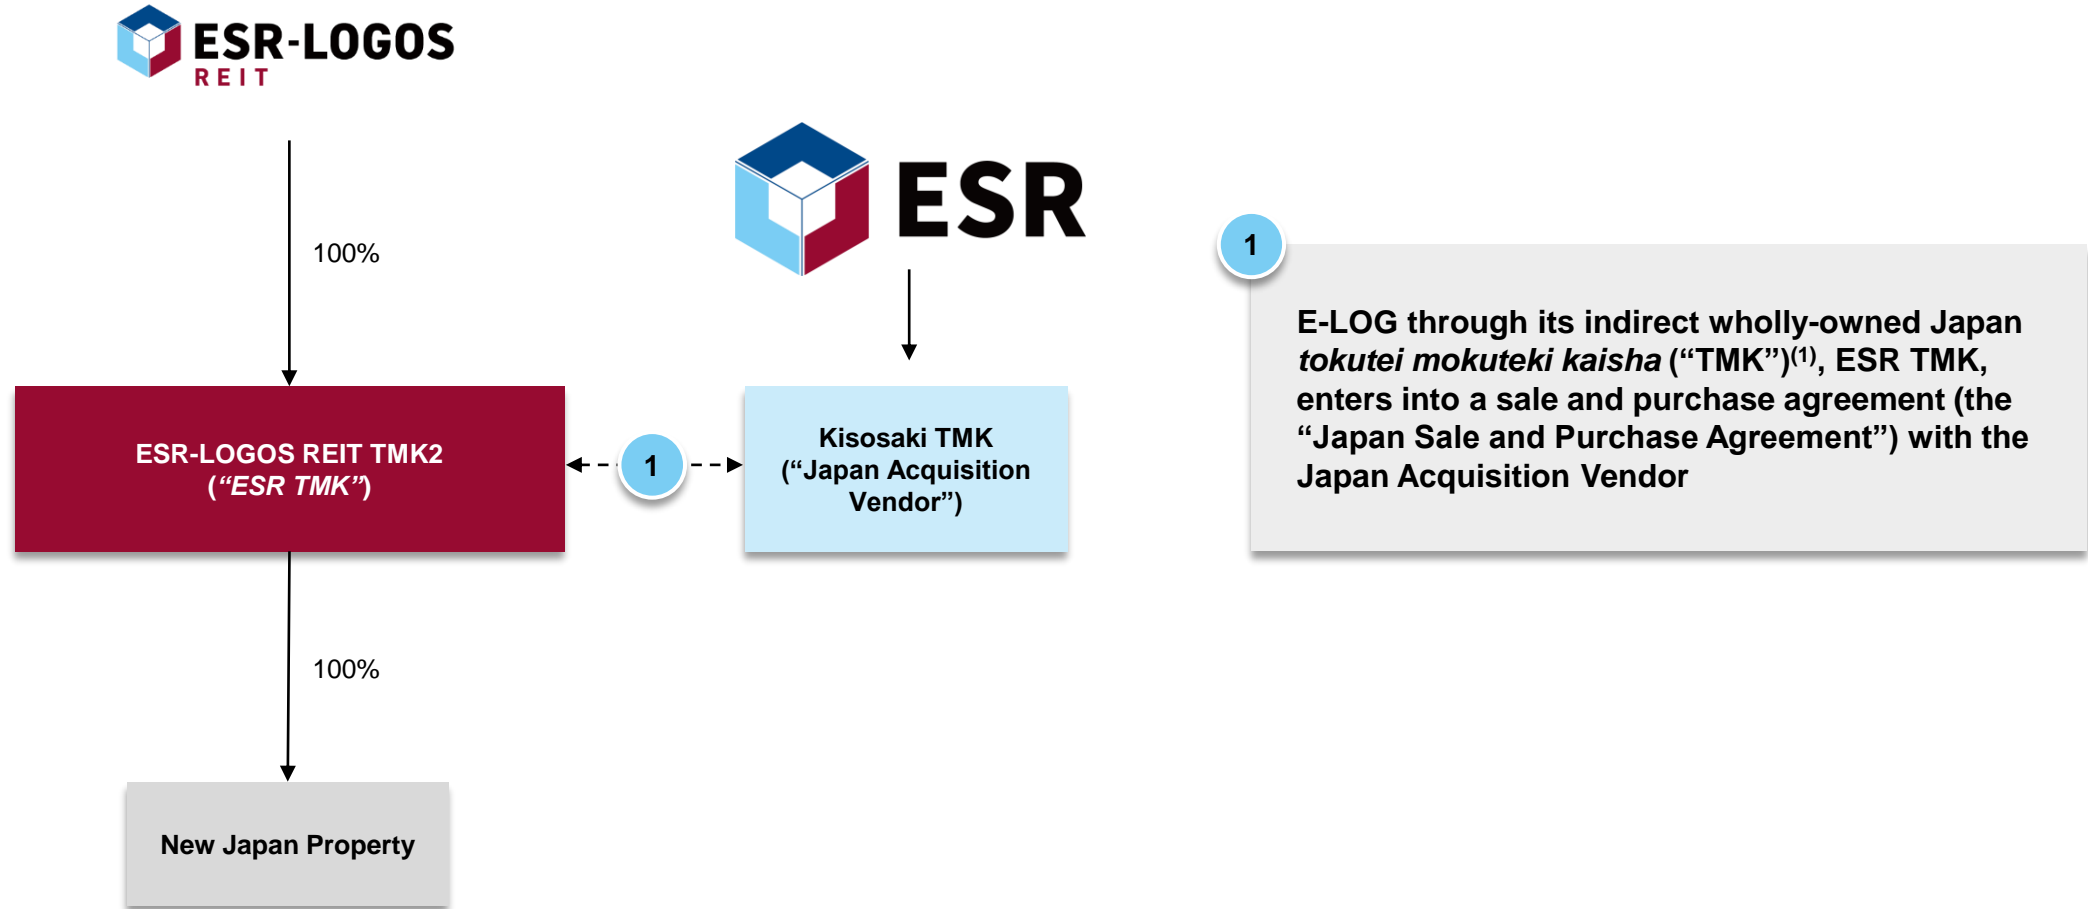 ESR-LOGOS
REIT
ESR
100%
1
E-LOG through its indirect wholly-owned Japan
tokutei mokuteki kaisha (“TMK”)(1), ESR TMK,
enters into a sale and purchase agreement (the
“Japan Sale and Purchase Agreement”) with the
Japan Acquisition Vendor
ESR-LOGOS REIT TMK2
(“ESR TMK”)
1
Kisosaki TMK
(“Japan Acquisition
Vendor”)
100%
New Japan Property